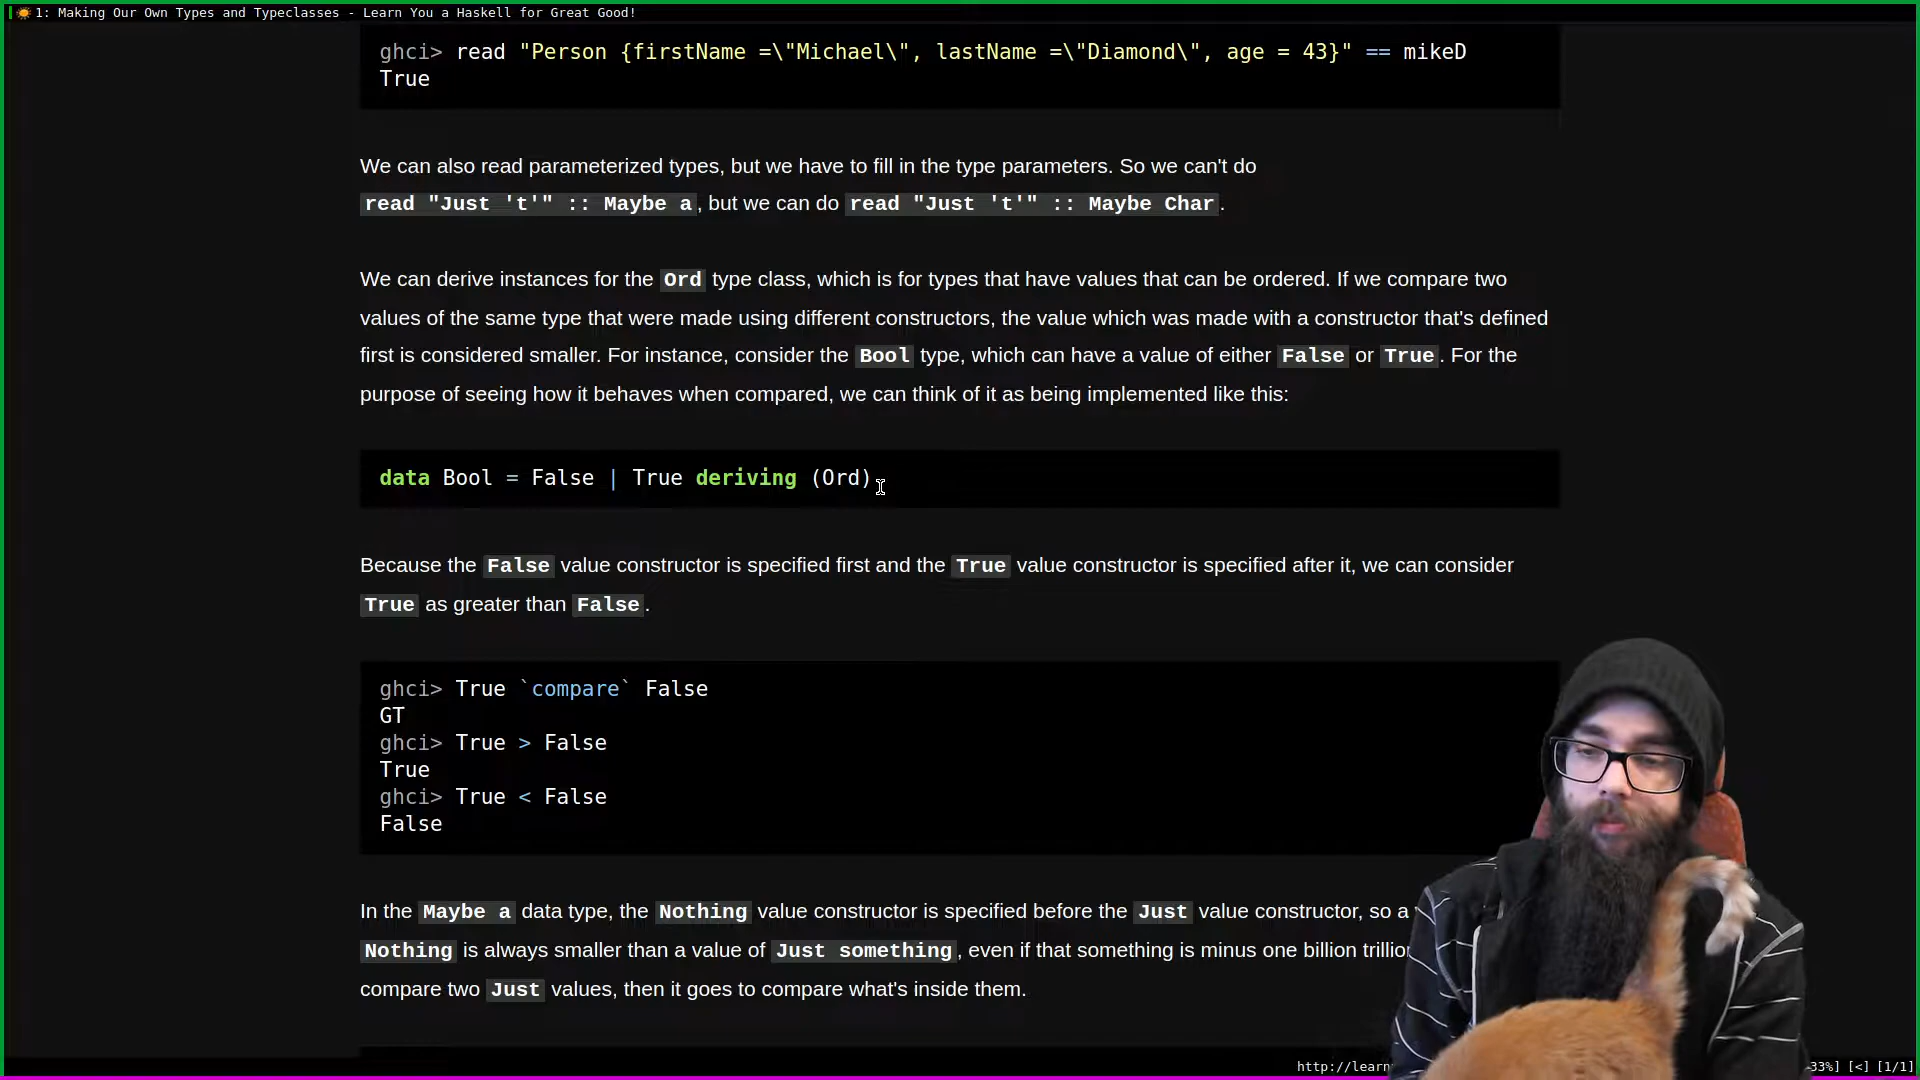 1: Making Our Own Types and Typeclasses - Learn You a Haskell for Great Good!
ghci> read "Person {firstName =\"Michael\", lastName =\"Diamond\", age = 43}" == mikeD
True
We can also read parameterized types, but we have to fill in the type parameters. So we can't do
read "Just 't'" :: Maybe a, but we can do read "Just 't'" :: Maybe Char.
We can derive instances for the Ord type class, which is for types that have values that can be ordered. If we compare two
values of the same type that were made using different constructors, the value which was made with a constructor that's defined
first is considered smaller. For instance, consider the Bool type, which can have a value of either False or True. For the
purpose of seeing how it behaves when compared, we can think of it as being implemented like this:
data Bool = False | True deriving (Ord)
Because the False value constructor is specified first and the True value constructor is specified after it, we can consider
True as greater than False.
ghci> True `compare` False
GT
ghci> True > False
True
ghci> True < False
False
In the Maybe a data type, the Nothing value constructor is specified before the Just value constructor, so a
Nothing is always smaller than a value of Just something, even if that something is minus one billion
compare two Just values, then it goes to compare what's inside them.
http://learn 33%] [<] [1/1]